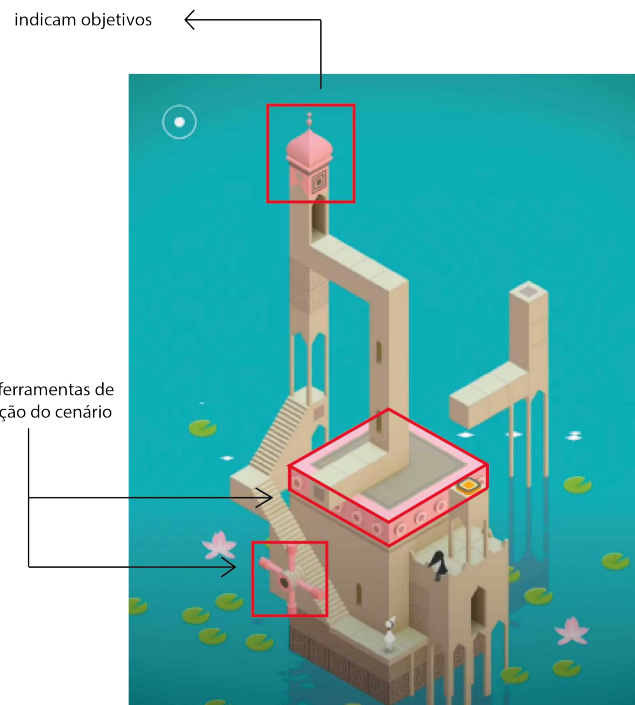 indicam objetivos
ferramentas de
ção do cenário